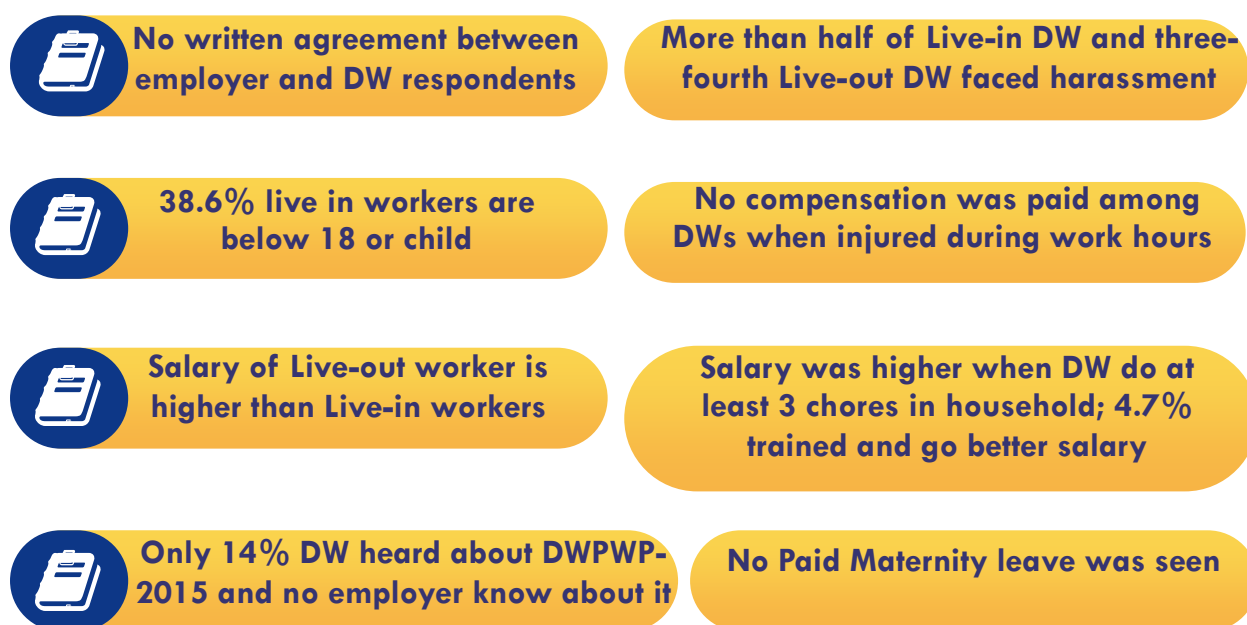 No written agreement between
employer and DW respondents
More than half of Live-in DW and three-
fourth Live-out DW faced harassment
38.6% live in workers are
below 18 or child
No compensation was paid among
DWs when injured during work hours
Salary of Live-out worker is
higher than Live-in workers
Salary was higher when DW do at
least 3 chores in household; 4.7%
trained and go better salary
Only 14% DW heard about DWPWP-
2015 and no employer know about it
No Paid Maternity leave was seen